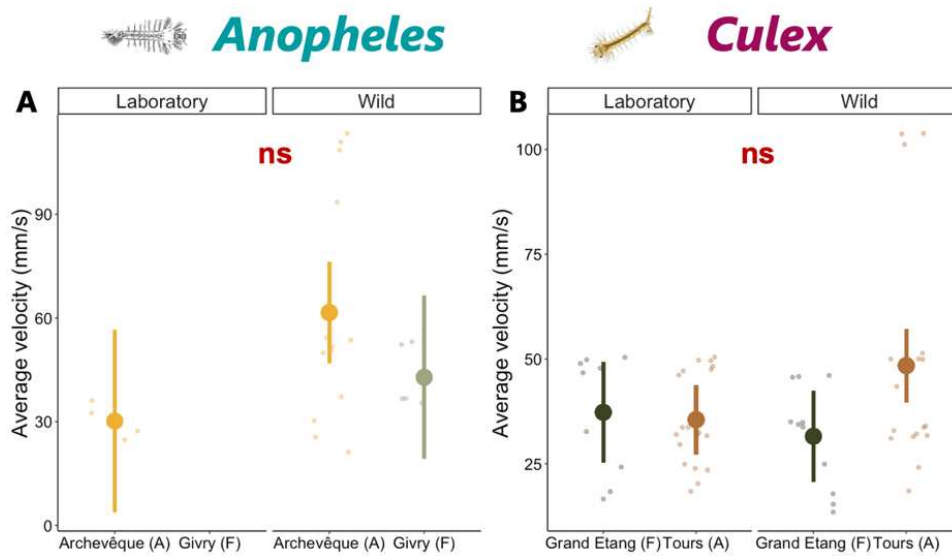 Anopheles
Culex
A
Laboratory
Wild
ns
Average velocity (mm/s)
90
60
30
0
Archevêque (A)
Givry (F)
Archevêque (A)
Givry (F)
B
Laboratory
Wild
ns
Average velocity (mm/s)
100
75
50
25
Grand Etang (F)
Tours (A)
Grand Etang (F)
Tours (A)